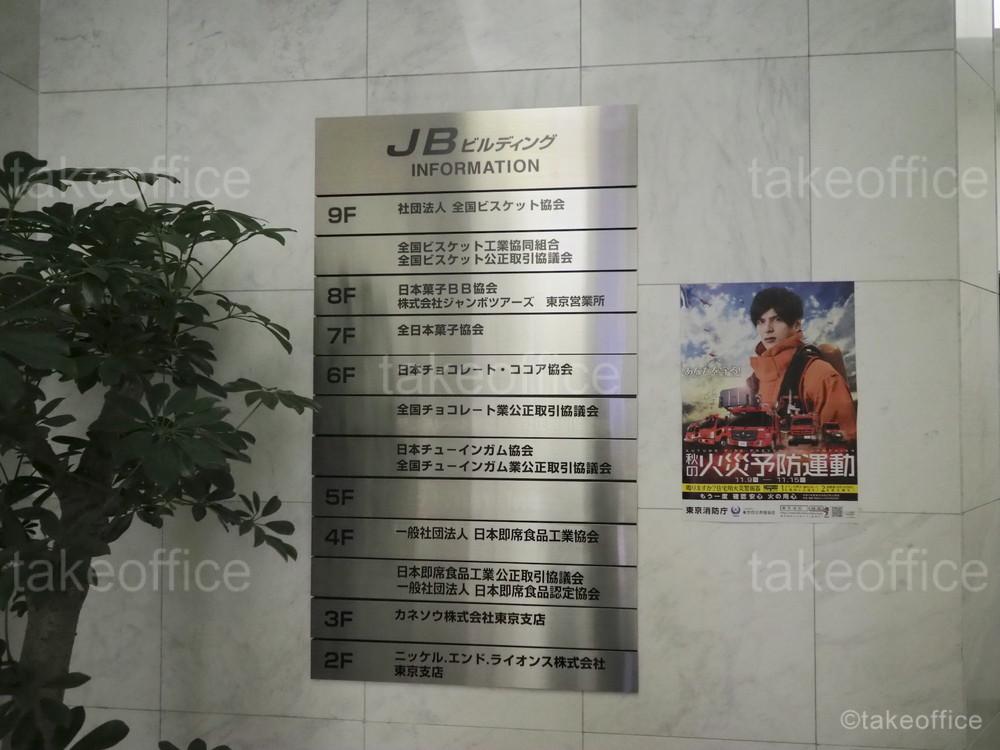 JBビルディング
INFORMATION
9F 社団法人 全国ビスケット協会
全国ビスケット工業協同組合
全国ビスケット公正取引協議会
8F 日本菓子BB協会
株式会社ジャンボツアーズ 東京営業所
7F 全日本菓子協会
6F 日本チョコレート・ココア協会
全国チョコレート業公正取引協議会
日本チューインガム協会
全国チューインガム業公正取引協議会
5F
4F 一般社団法人 日本即席食品工業協会
日本即席食品工業公正取引協議会
一般社団法人 日本即席食品認定協会
3F カネソウ株式会社東京支店
2F ニッケル.エンド.ライオンス株式会社
東京支店
秋の火災予防運動
11.9 — 11.15
もう一度 確認安心 火の用心
東京消防庁
takeoffice
takeoffice
takeoffice
takeoffice
takeoffice
©takeoffice